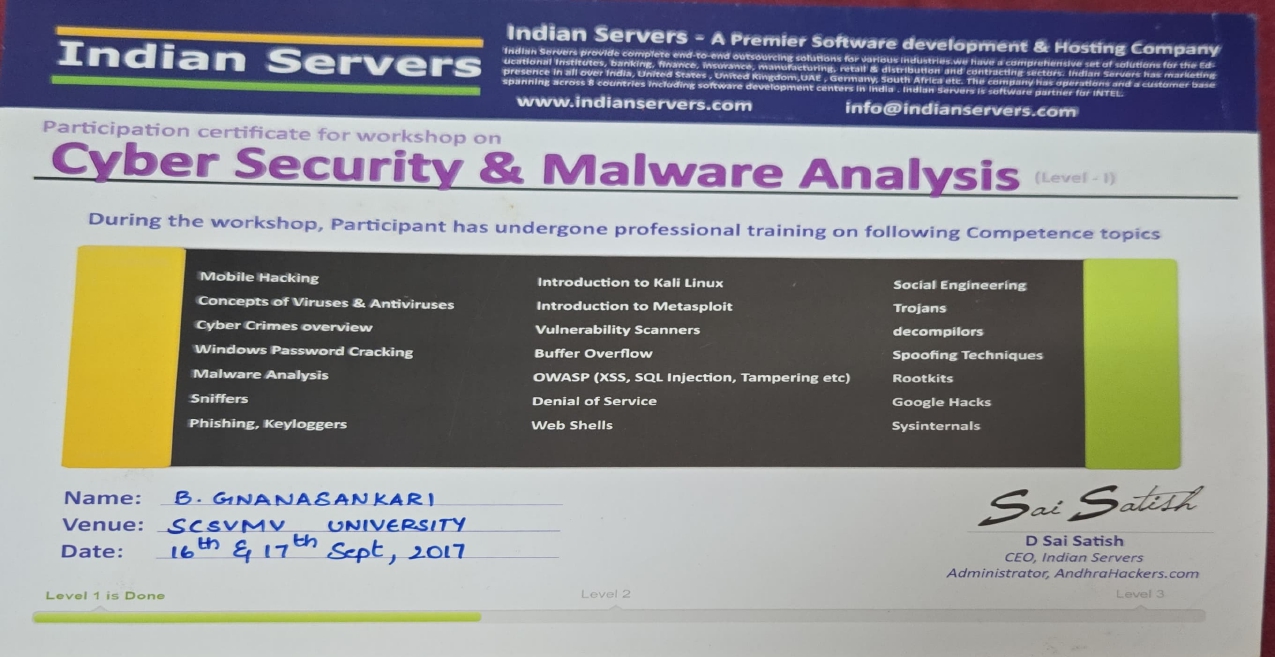 Indian Servers
Indian Servers - A Premier Software development & Hosting Company
Indian Servers provide complete end-to-end outsourcing solutions for various industries.we have a comprehensive set of solutions for the Ed-
ucational Institutes, banking, finance, insurance, manufacturing, retail & distribution and contracting sectors. Indian Servers has marketing
presence in all over India, United States , United Kingdom,UAE , Germany, South Africa etc. The company has operations and a customer base
spanning across 8 countries including software development centers in India . Indian Servers is software partner for INTEL.
www.indianservers.com info@indianservers.com
Participation certificate for workshop on
Cyber Security & Malware Analysis (Level - I)
During the workshop, Participant has undergone professional training on following Competence topics
Mobile Hacking
Concepts of Viruses & Antiviruses
Cyber Crimes overview
Windows Password Cracking
Malware Analysis
Sniffers
Phishing, Keyloggers
Introduction to Kali Linux
Introduction to Metasploit
Vulnerability Scanners
Buffer Overflow
OWASP (XSS, SQL Injection, Tampering etc)
Denial of Service
Web Shells
Social Engineering
Trojans
decompilors
Spoofing Techniques
Rootkits
Google Hacks
Sysinternals
Name: B. GNANASANKARI
Venue: SCSVMV UNIVERSITY
Date: 16th & 17th Sept, 2017
Sai Satish
D Sai Satish
CEO, Indian Servers
Administrator, AndhraHackers.com
Level 1 is Done Level 2 Level 3